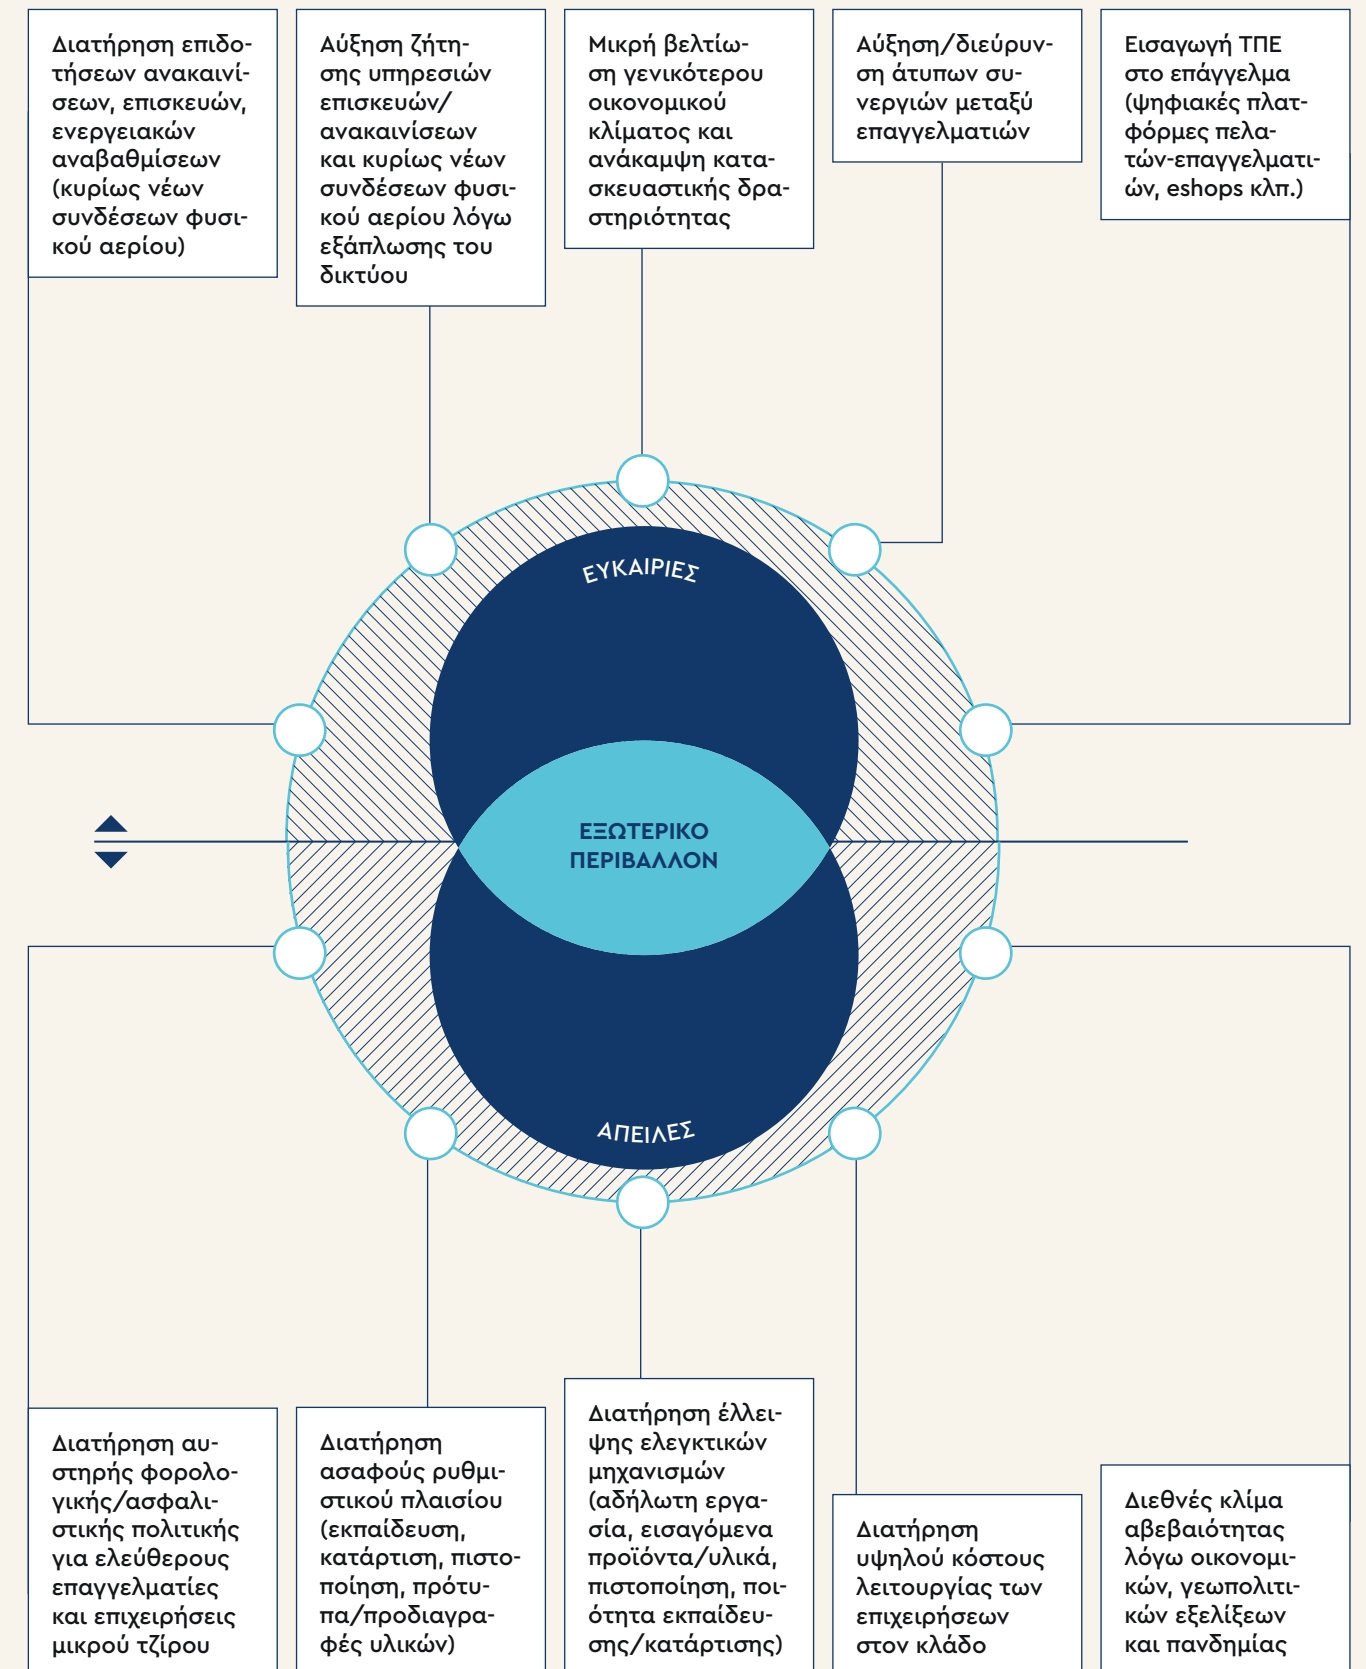 Διατήρηση επιδο-
τήσεων ανακαινί-
σεων, επισκευών,
ενεργειακών
αναβαθμίσεων
(κυρίως νέων
συνδέσεων φυσι-
κού αερίου)
Αύξηση ζήτη-
σης υπηρεσιών
επισκευών/
ανακαινίσεων
και κυρίως νέων
συνδέσεων φυσι-
κού αερίου λόγω
εξάπλωσης του
δικτύου
Μικρή βελτίω-
ση γενικότερου
οικονομικού
κλίματος και
ανάκαμψη κατα-
σκευαστικής δρα-
στηριότητας
Αύξηση/διεύρυν-
ση άτυπων συ-
νεργιών μεταξύ
επαγγελματιών
Εισαγωγή ΤΠΕ
στο επάγγελμα
(ψηφιακές πλατ-
φόρμες πελα-
τών-επαγγελματι-
ών, eshops κλπ.)
ΕΥΚΑΙΡΙΕΣ
ΕΞΩΤΕΡΙΚΟ
ΠΕΡΙΒΑΛΛΟΝ
ΑΠΕΙΛΕΣ
Διατήρηση αυ-
στηρής φορολο-
γικής/ασφαλι-
στικής πολιτικής
για ελεύθερους
επαγγελματίες
και επιχειρήσεις
μικρού τζίρου
Διατήρηση
ασαφούς ρυθμι-
στικού πλαισίου
(εκπαίδευση,
κατάρτιση, πιστο-
ποίηση, πρότυ-
πα/προδιαγρα-
φές υλικών)
Διατήρηση έλλει-
ψης ελεγκτικών
μηχανισμών
(αδήλωτη εργα-
σία, εισαγόμενα
προϊόντα/υλικά,
πιστοποίηση, ποι-
ότητα εκπαίδευ-
σης/κατάρτισης)
Διατήρηση
υψηλού κόστους
λειτουργίας των
επιχειρήσεων
στον κλάδο
Διεθνές κλίμα
αβεβαιότητας
λόγω οικονομι-
κών, γεωπολιτι-
κών εξελίξεων
και πανδημίας